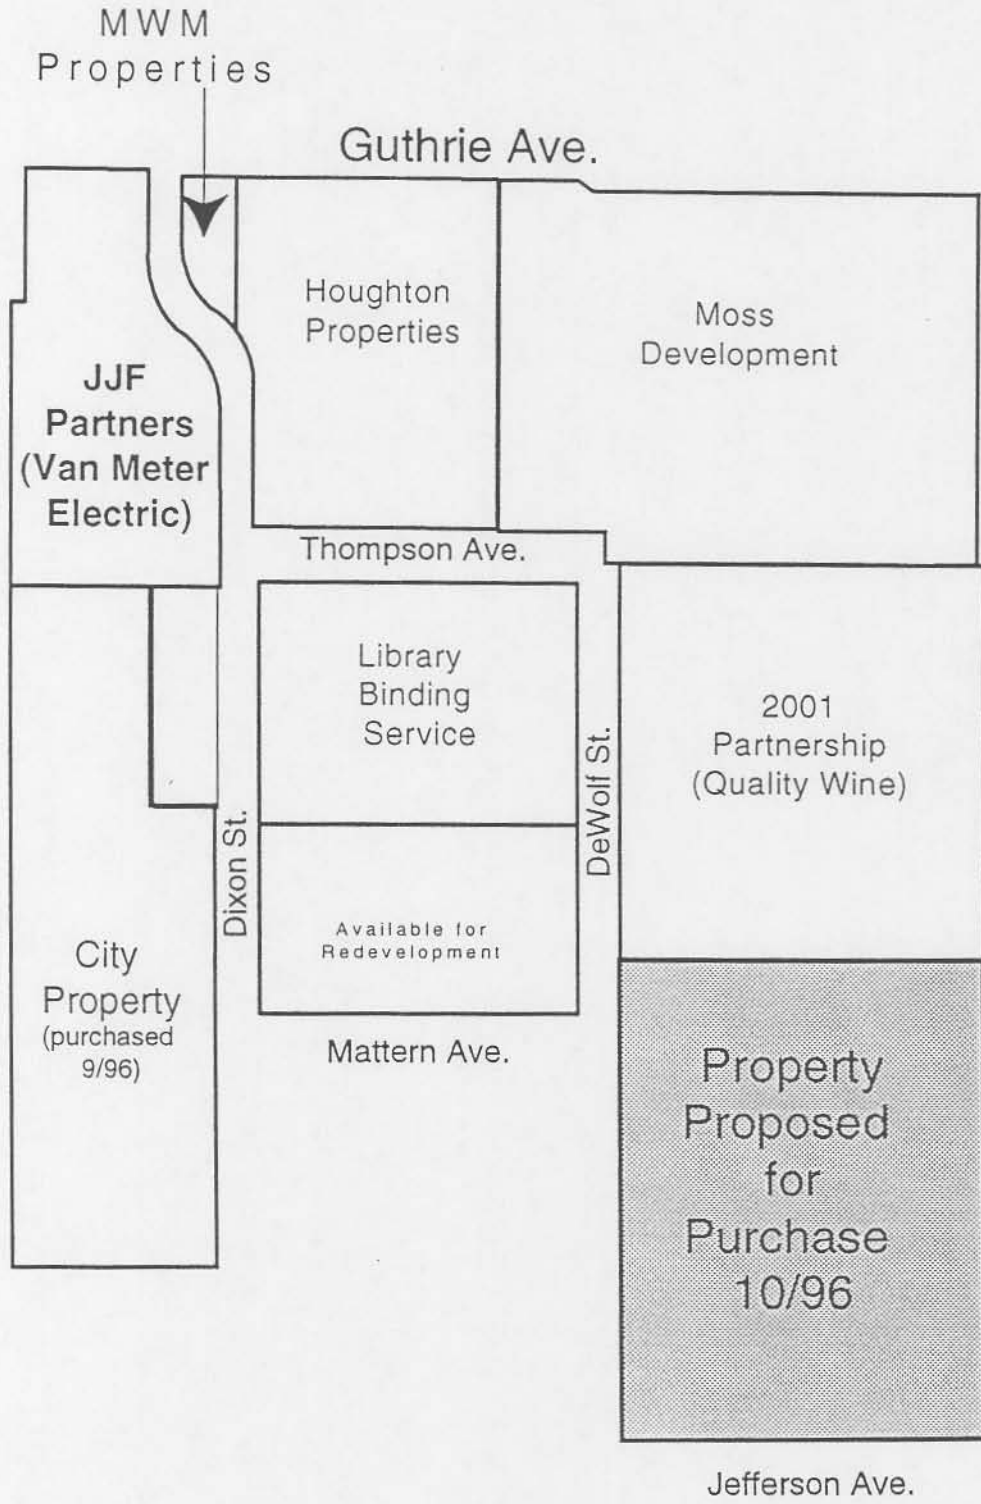 MWM
Properties
Guthrie Ave.
Houghton
Properties
Moss
Development
JJF
Partners
(Van Meter
Electric)
Thompson Ave.
Library
Binding
Service
2001
Partnership
(Quality Wine)
DeWolf St.
Dixon St.
Available for
Redevelopment
City
Property
(purchased
9/96)
Mattern Ave.
Property
Proposed
for
Purchase
10/96
Jefferson Ave.